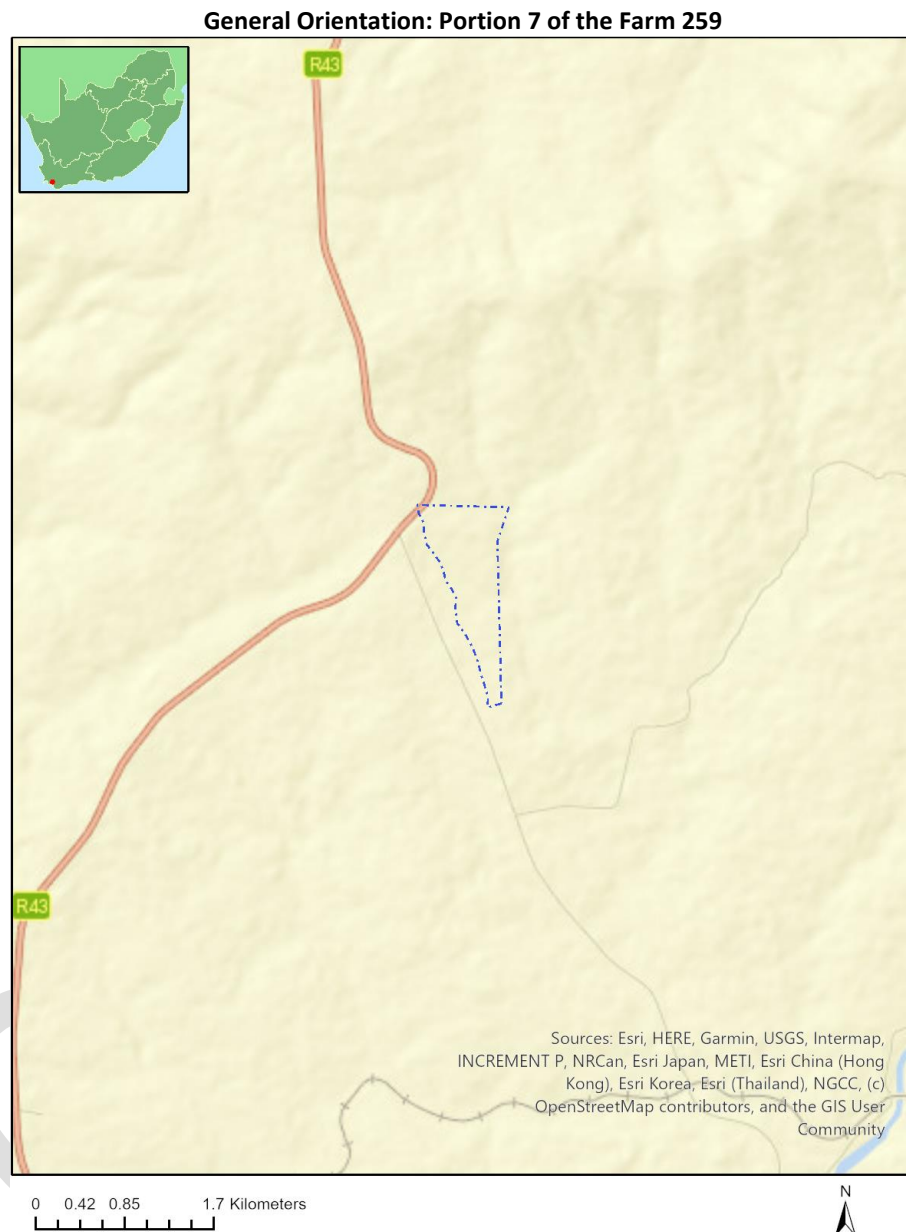 General Orientation: Portion 7 of the Farm 259
R43
R43
Sources: Esri, HERE, Garmin, USGS, Intermap,
INCREMENT P, NRCan, Esri Japan, METI, Esri China (Hong
Kong), Esri Korea, Esri (Thailand), NGCC, (c)
OpenStreetMap contributors, and the GIS User
Community
0 0.42 0.85 1.7 Kilometers
N